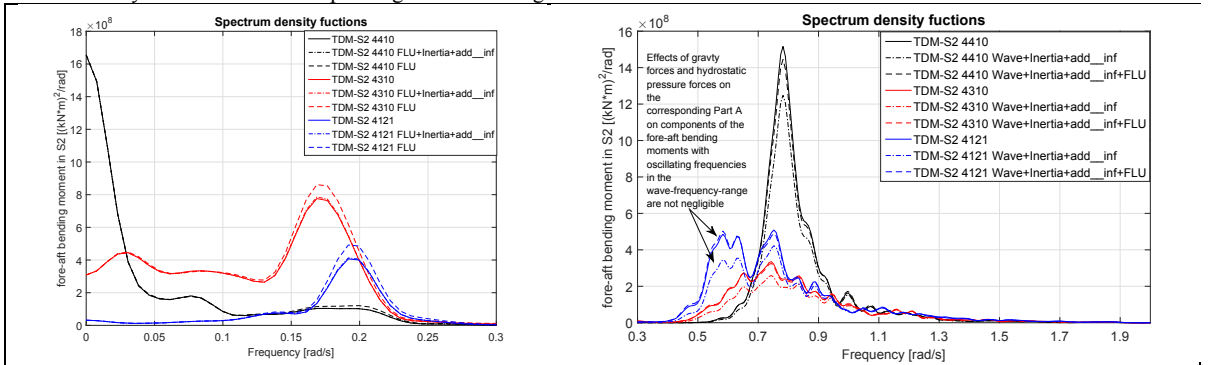 Spectrum density fuctions
×10^8
18
16
14
12
10
8
6
4
2
0
fore-aft bending moment in S2 [(kN*m)^2/rad]
TDM-S2 4410
TDM-S2 4410 FLU+Inertia+add__inf
TDM-S2 4410 FLU
TDM-S2 4310
TDM-S2 4310 FLU+Inertia+add__inf
TDM-S2 4310 FLU
TDM-S2 4121
TDM-S2 4121 FLU+Inertia+add__inf
TDM-S2 4121 FLU
0 0.05 0.1 0.15 0.2 0.25 0.3
Frequency [rad/s]
Spectrum density fuctions
×10^8
16
14
12
10
8
6
4
2
0
fore-aft bending moment in S2 [(kN*m)^2/rad]
Effects of gravty
forces and hydrostatic
pressure forces on
the
corresponding Part A
on components of the
fore-aft bending
moments with
oscillating frequencies
in the
wave-frequency-range
are not negligible
TDM-S2 4410
TDM-S2 4410 Wave+Inertia+add__inf
TDM-S2 4410 Wave+Inertia+add__inf+FLU
TDM-S2 4310
TDM-S2 4310 Wave+Inertia+add__inf
TDM-S2 4310 Wave+Inertia+add__inf+FLU
TDM-S2 4121
TDM-S2 4121 Wave+Inertia+add__inf
TDM-S2 4121 Wave+Inertia+add__inf+FLU
0.3 0.5 0.7 0.9 1.1 1.3 1.5 1.7 1.9
Frequency [rad/s]